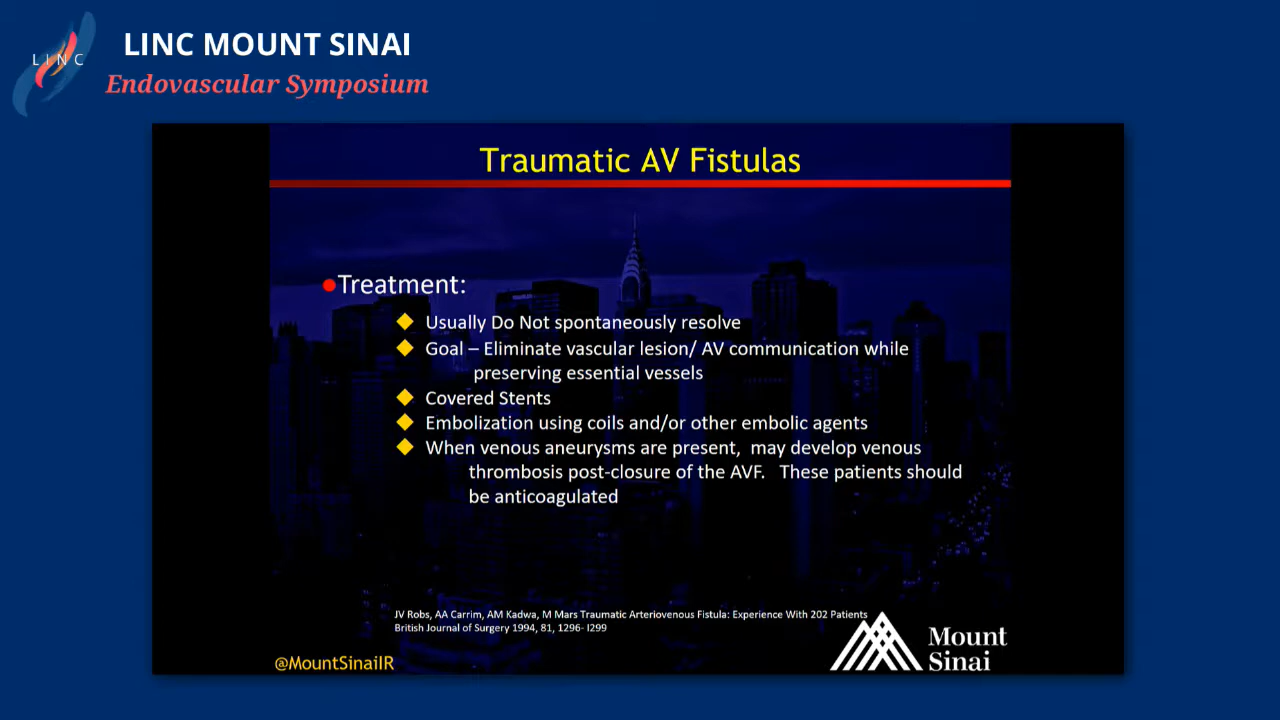 LINC
LINC MOUNT SINAI
Endovascular Symposium
Traumatic AV Fistulas
Treatment:
Usually Do Not spontaneously resolve
Goal – Eliminate vascular lesion/ AV communication while
preserving essential vessels
Covered Stents
Embolization using coils and/or other embolic agents
When venous aneurysms are present, may develop venous
thrombosis post-closure of the AVF. These patients should
be anticoagulated
JV Robs, AA Carrim, AM Kadwa, M Mars Traumatic Arteriovenous Fistula: Experience With 202 Patients
British Journal of Surgery 1994, 81, 1296- I299
@MountSinaiIR
Mount
Sinai